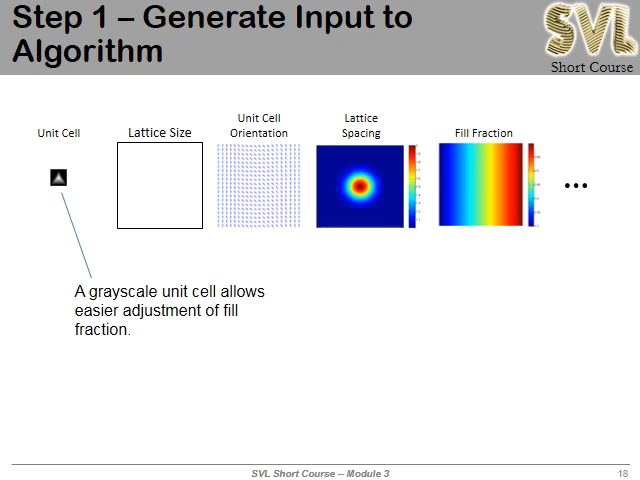 Step 1 – Generate Input to
Algorithm
SVL
Short Course
Unit Cell
Lattice Size
Unit Cell
Orientation
Lattice
Spacing
Fill Fraction
...
A grayscale unit cell allows
easier adjustment of fill
fraction.
SVL Short Course -- Module 3
18